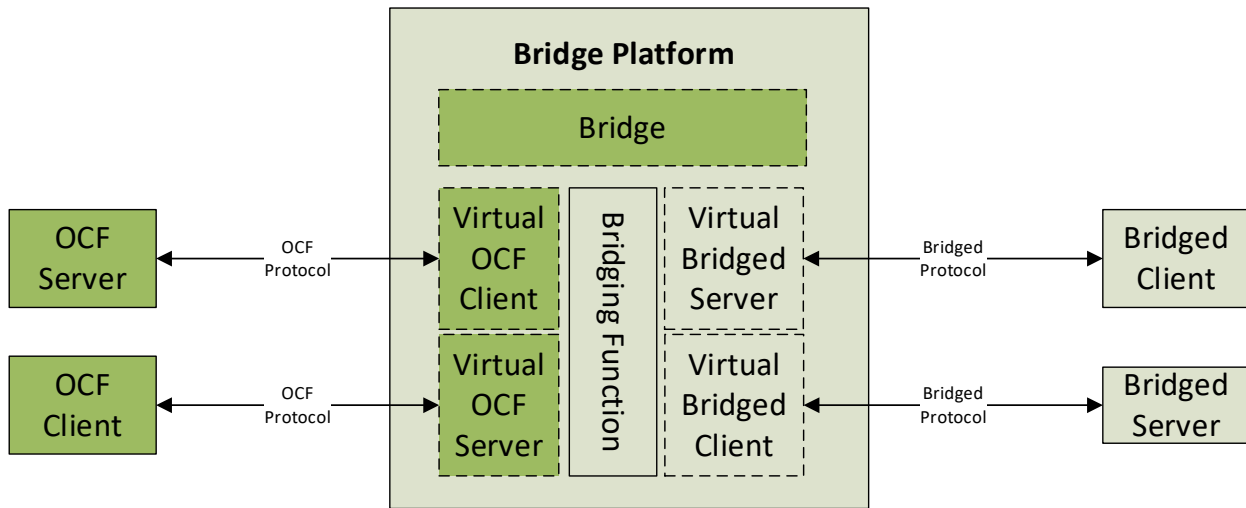 Bridge Platform
Bridge
OCF
Server
OCF
Protocol
Virtual
OCF
Client
Bridging Function
Virtual
Bridged
Server
Bridged
Protocol
Bridged
Client
OCF
Client
OCF
Protocol
Virtual
OCF
Server
Virtual
Bridged
Client
Bridged
Protocol
Bridged
Server